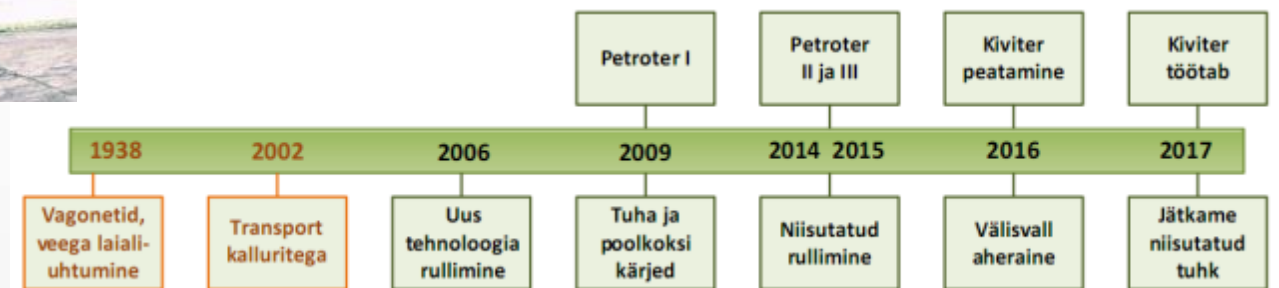 Petroter I
Petroter
II ja III
Kiviter
peatamine
Kiviter
töötab
1938
2002
2006
2009
2014 2015
2016
2017
Vagonetid,
veega laiali-
uhtumine
Transport
kalluritega
Uus
tehnoloogia
rullimine
Tuha ja
poolkoksi
kärjed
Niisutatud
rullimine
Välisvall
aheraine
Jätkame
niisutatud
tuhk